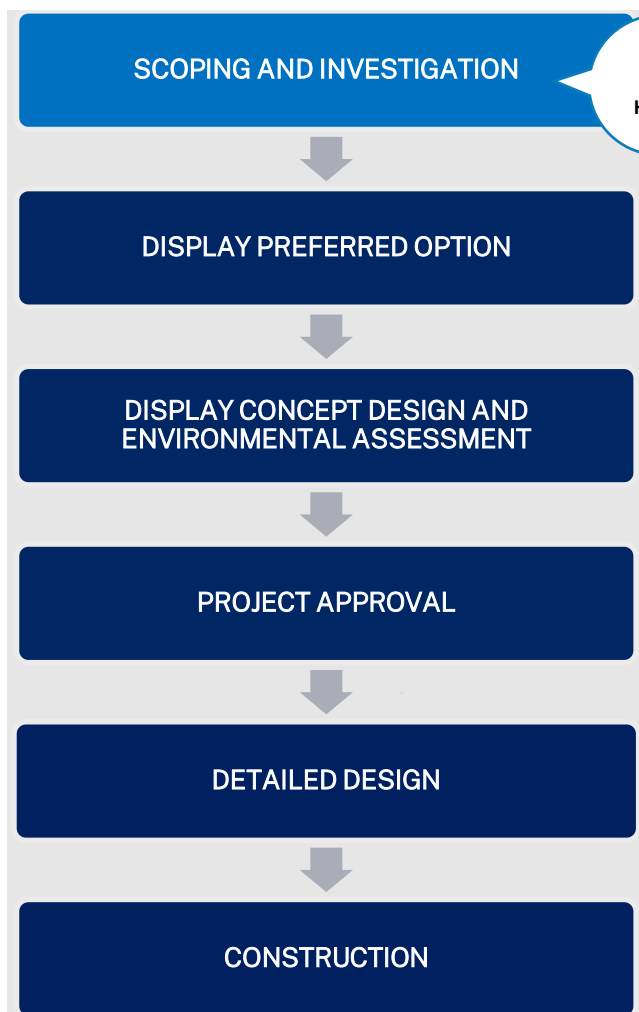 SCOPING AND INVESTIGATION
DISPLAY PREFERRED OPTION
DISPLAY CONCEPT DESIGN AND
ENVIRONMENTAL ASSESSMENT
PROJECT APPROVAL
DETAILED DESIGN
CONSTRUCTION